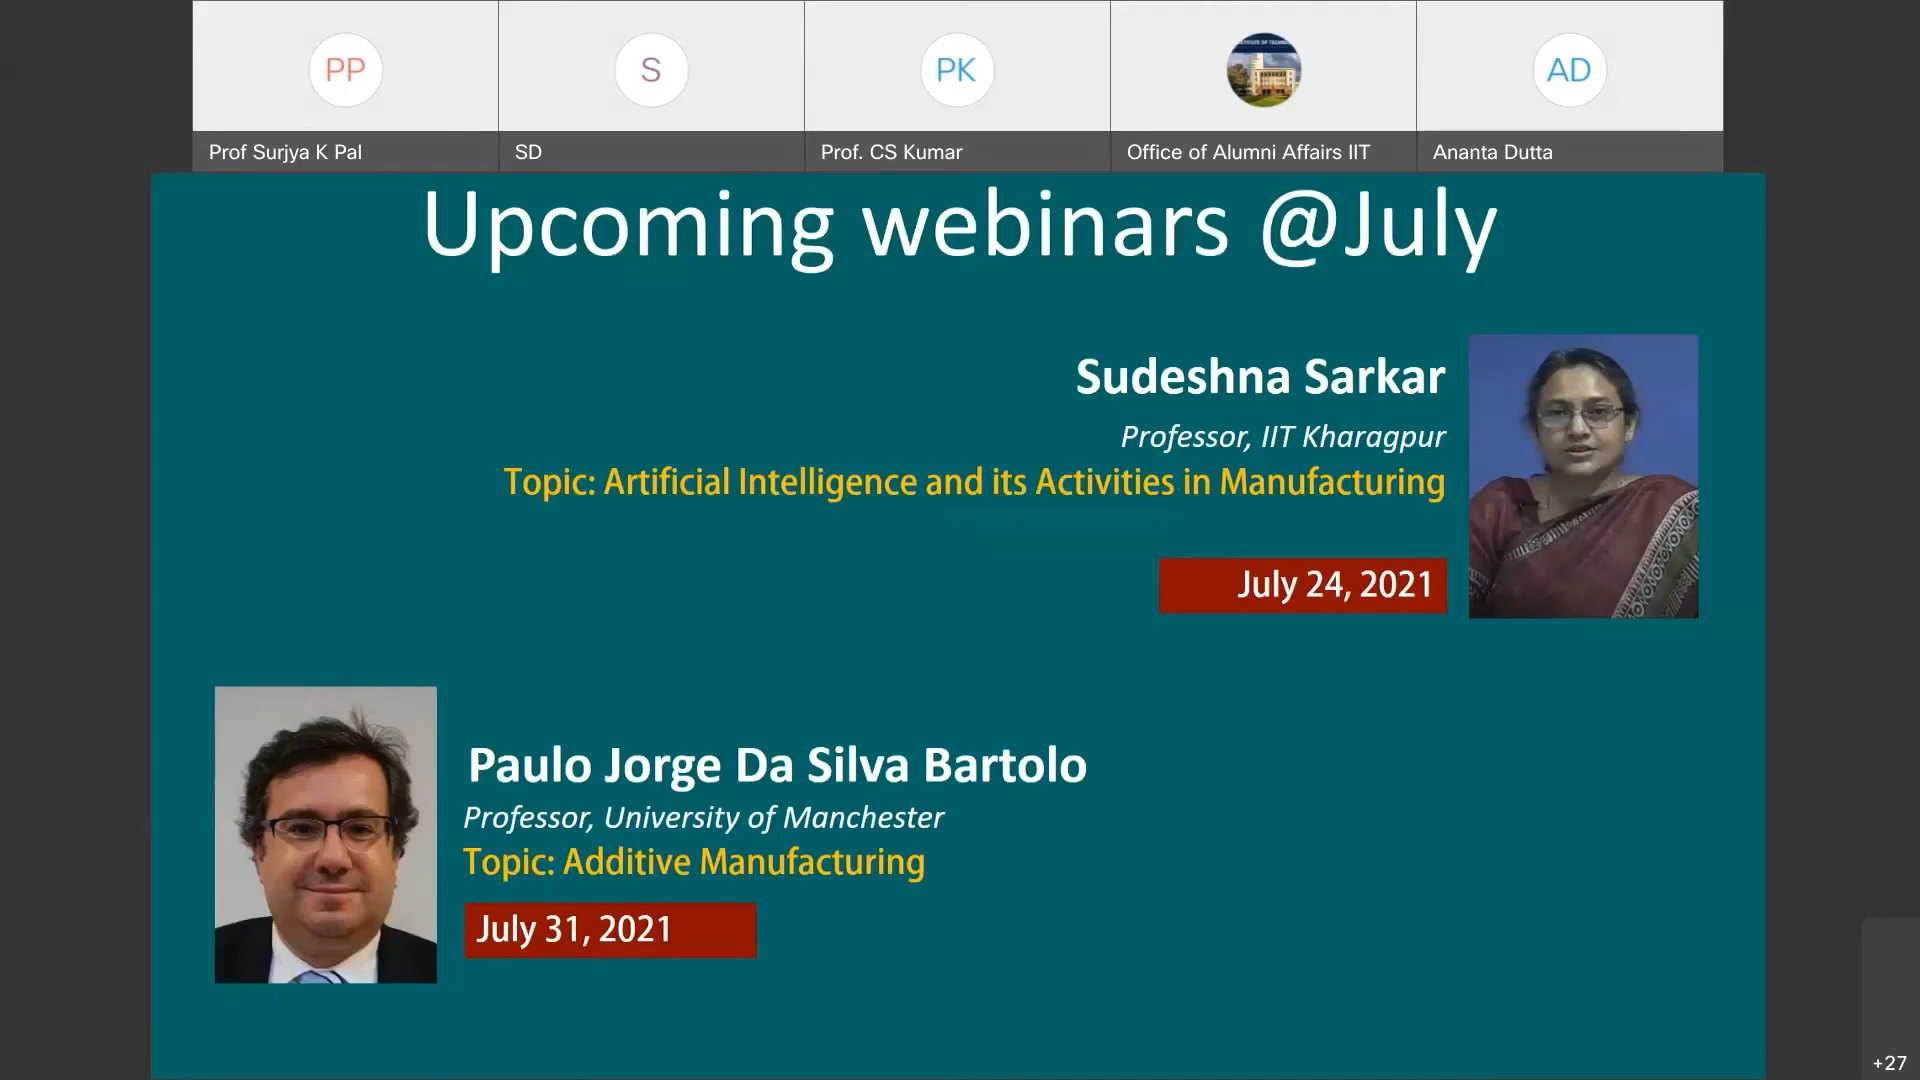 PP
S
PK
AD
Prof Surjya K Pal
SD
Prof. CS Kumar
Office of Alumni Affairs IIT
Ananta Dutta
Upcoming webinars @July
Sudeshna Sarkar
Professor, IIT Kharagpur
Topic: Artificial Intelligence and its Activities in Manufacturing
July 24, 2021
Paulo Jorge Da Silva Bartolo
Professor, University of Manchester
Topic: Additive Manufacturing
July 31, 2021
+27